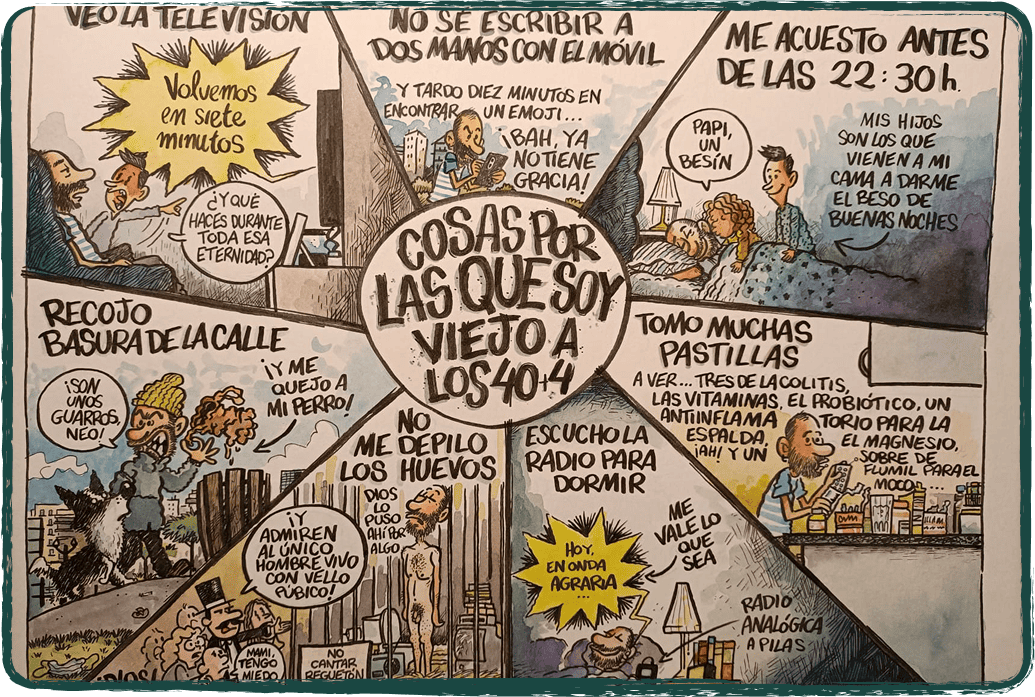 VEO LA TELEVISIÓN
Volvemos
en siete
minutos
¿Y QUÉ
HACES DURANTE
TODA ESA
ETERNIDAD?
NO SÉ ESCRIBIR A
DOS MANOS CON EL MÓVIL
Y TARDO DIEZ MINUTOS EN
ENCONTRAR UN EMOJI...
¡BAH, YA
NO TIENE
GRACIA!
ME ACUESTO ANTES
DE LAS 22:30h.
PAPI,
UN
BESÍN
MIS HIJOS
SON LOS QUE
VIENEN A MI
CAMA A DARME
EL BESO DE
BUENAS NOCHES
COSAS POR
LAS QUE SOY
VIEJO A
LOS 40+4
RECOJO
BASURA DE LA CALLE
¡SON
UNOS
GUARROS,
NEO!
¡Y ME
QUEJO A
MI PERRO!
TOMO MUCHAS
PASTILLAS
A VER... TRES DE LA COLITIS,
LAS VITAMINAS, EL PROBIÓTICO, UN
ANTIINFLAMA TORIO PARA LA
ESPALDA, EL MAGNESIO,
¡AH! Y UN SOBRE DE
FLUMIL PARA EL
MOCO...
NO
ME DEPILO
LOS HUEVOS
DIOS
LO
PUSO
AHÍ POR
ALGO
¡Y
ADMIREN
AL ÚNICO
HOMBRE VIVO
CON VELLO
PÚBICO!
MAMI,
TENGO
MIEDO
NO
CANTAR
REGUETÓN
¡DIOS!
ESCUCHO LA
RADIO PARA
DORMIR
ME
VALE LO
QUE
SEA
HOY,
EN ONDA
AGRARIA
...
RADIO
ANALÓGICA
A PILAS